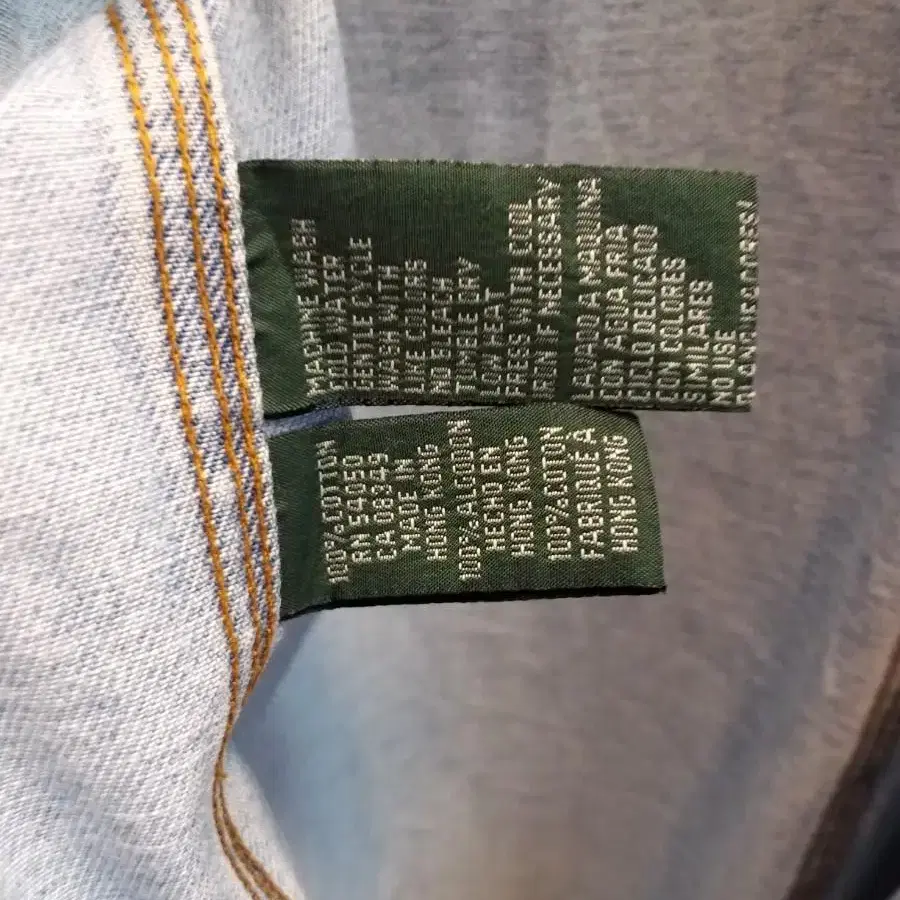 MACHINE WASH
COLD WATER
GENTLE CYCLE
WASH WITH
LIKE COLORS
NO BLEACH
TUMBLE DRY
LOW HEAT
PRESS WITH COOL
IRON IF NECESSARY
LAVADO A MAQUINA
CON AGUA FRIA
CICLO DELICADO
CON COLORES
SIMILARES
NO USE
100% COTTON
RN 54050
CA 08349
MADE IN
HONG KONG
100% ALGODON
HECHO EN
HONG KONG
100% COTON
FABRIQUÉ A
HONG KONG